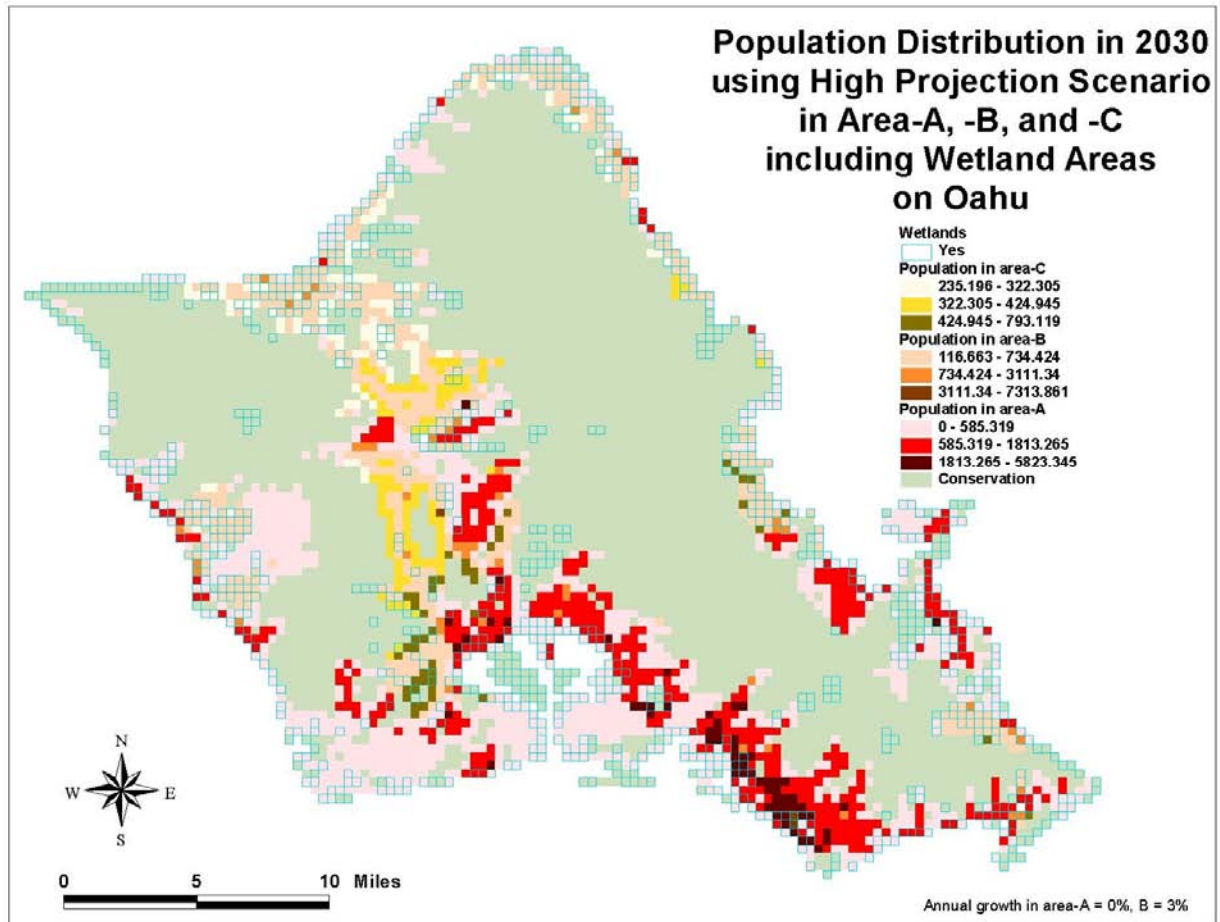 Population Distribution in 2030
using High Projection Scenario
in Area-A, -B, and -C
including Wetland Areas
on Oahu
Wetlands
Yes
Population in area-C
235.196 - 322.305
322.305 - 424.945
424.945 - 793.119
Population in area-B
116.663 - 734.424
734.424 - 3111.34
3111.34 - 7313.861
Population in area-A
0 - 585.319
585.319 - 1813.265
1813.265 - 5823.345
Conservation
N
W E
S
0 5 10 Miles
Annual growth in area-A = 0%, B = 3%